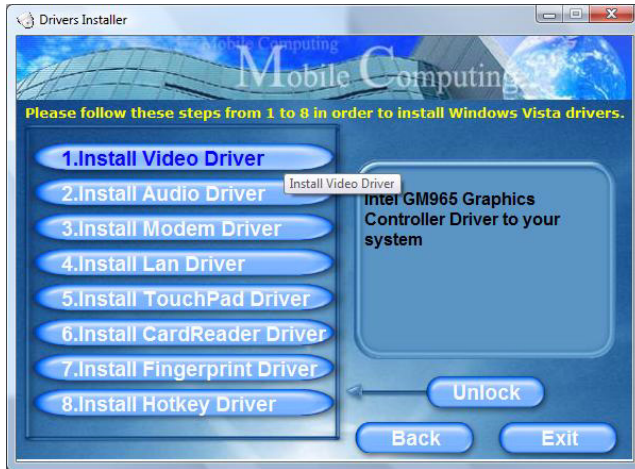 Drivers Installer
Mobile Computing
Mobile Computing
Please follow these steps from 1 to 8 in order to install Windows Vista drivers.
1.Install Video Driver
Install Video Driver
2.Install Audio Driver
3.Install Modem Driver
4.Install Lan Driver
5.Install TouchPad Driver
6.Install CardReader Driver
7.Install Fingerprint Driver
8.Install Hotkey Driver
Intel GM965 Graphics
Controller Driver to your
system
Unlock
Back
Exit